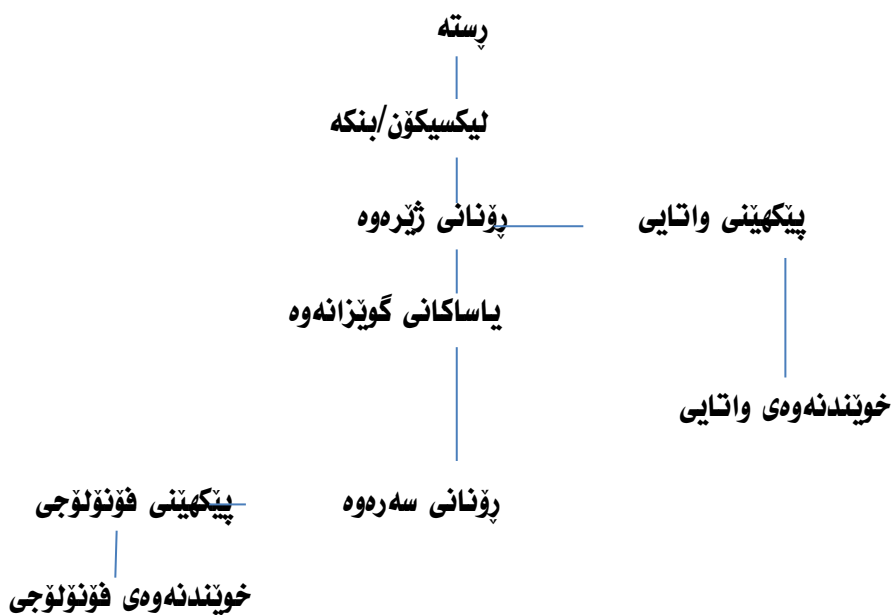 ڕستە
لیکسیکۆن/بنکە
پێکهێنی واتایی
ڕۆنانی ژێرەوە
یاساکانی گوێزانەوە
خوێندنەوەی واتایی
ڕۆنانی سەرەوە
پێکهێنی فۆنۆلۆجی
خوێندنەوەی فۆنۆلۆجی